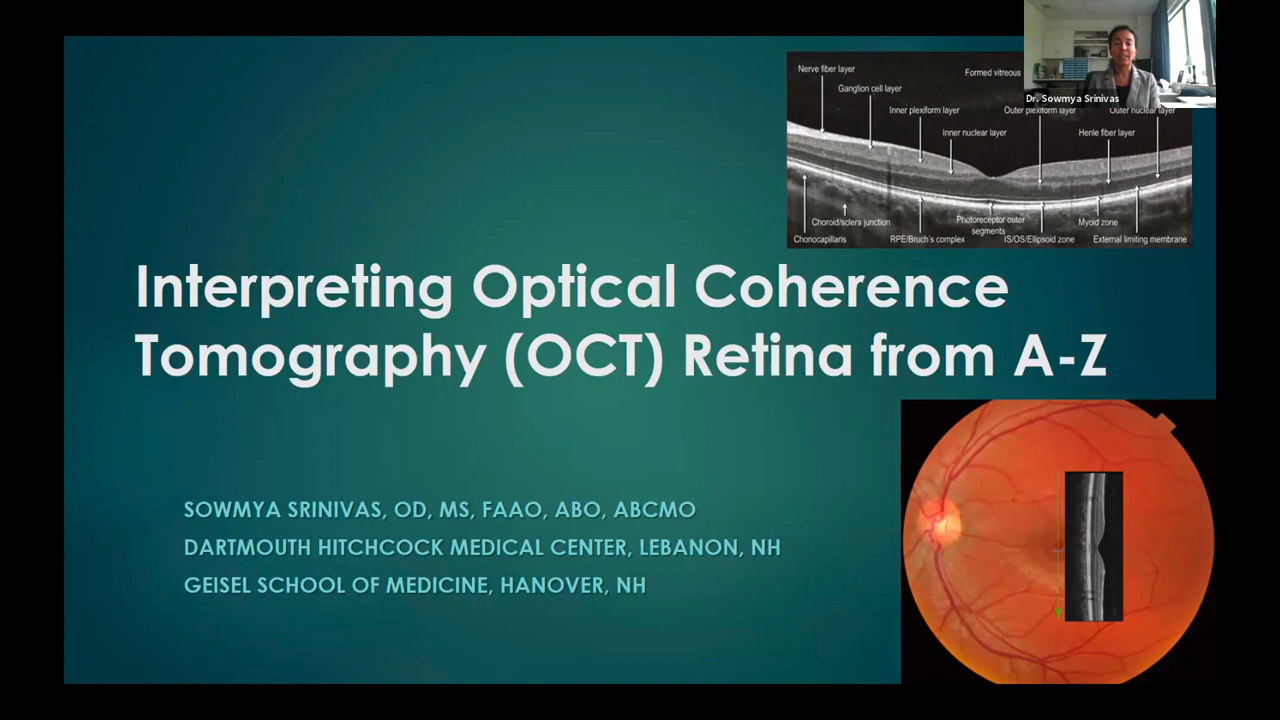 Dr. Sowmya Srinivas
Nerve fiber layer
Formed vitreous
Ganglion cell layer
Inner plexiform layer
Outer plexiform layer
Outer nuclear layer
Inner nuclear layer
Henle fiber layer
Choroid/sclera junction
Photoreceptor outer
segments
Myoid zone
Choriocapillaris
RPE/Bruch's complex
IS/OS/Ellipsoid zone
External limiting membrane
Interpreting Optical Coherence
Tomography (OCT) Retina from A-Z
SOWMYA SRINIVAS, OD, MS, FAAO, ABO, ABCMO
DARTMOUTH HITCHCOCK MEDICAL CENTER, LEBANON, NH
GEISEL SCHOOL OF MEDICINE, HANOVER, NH